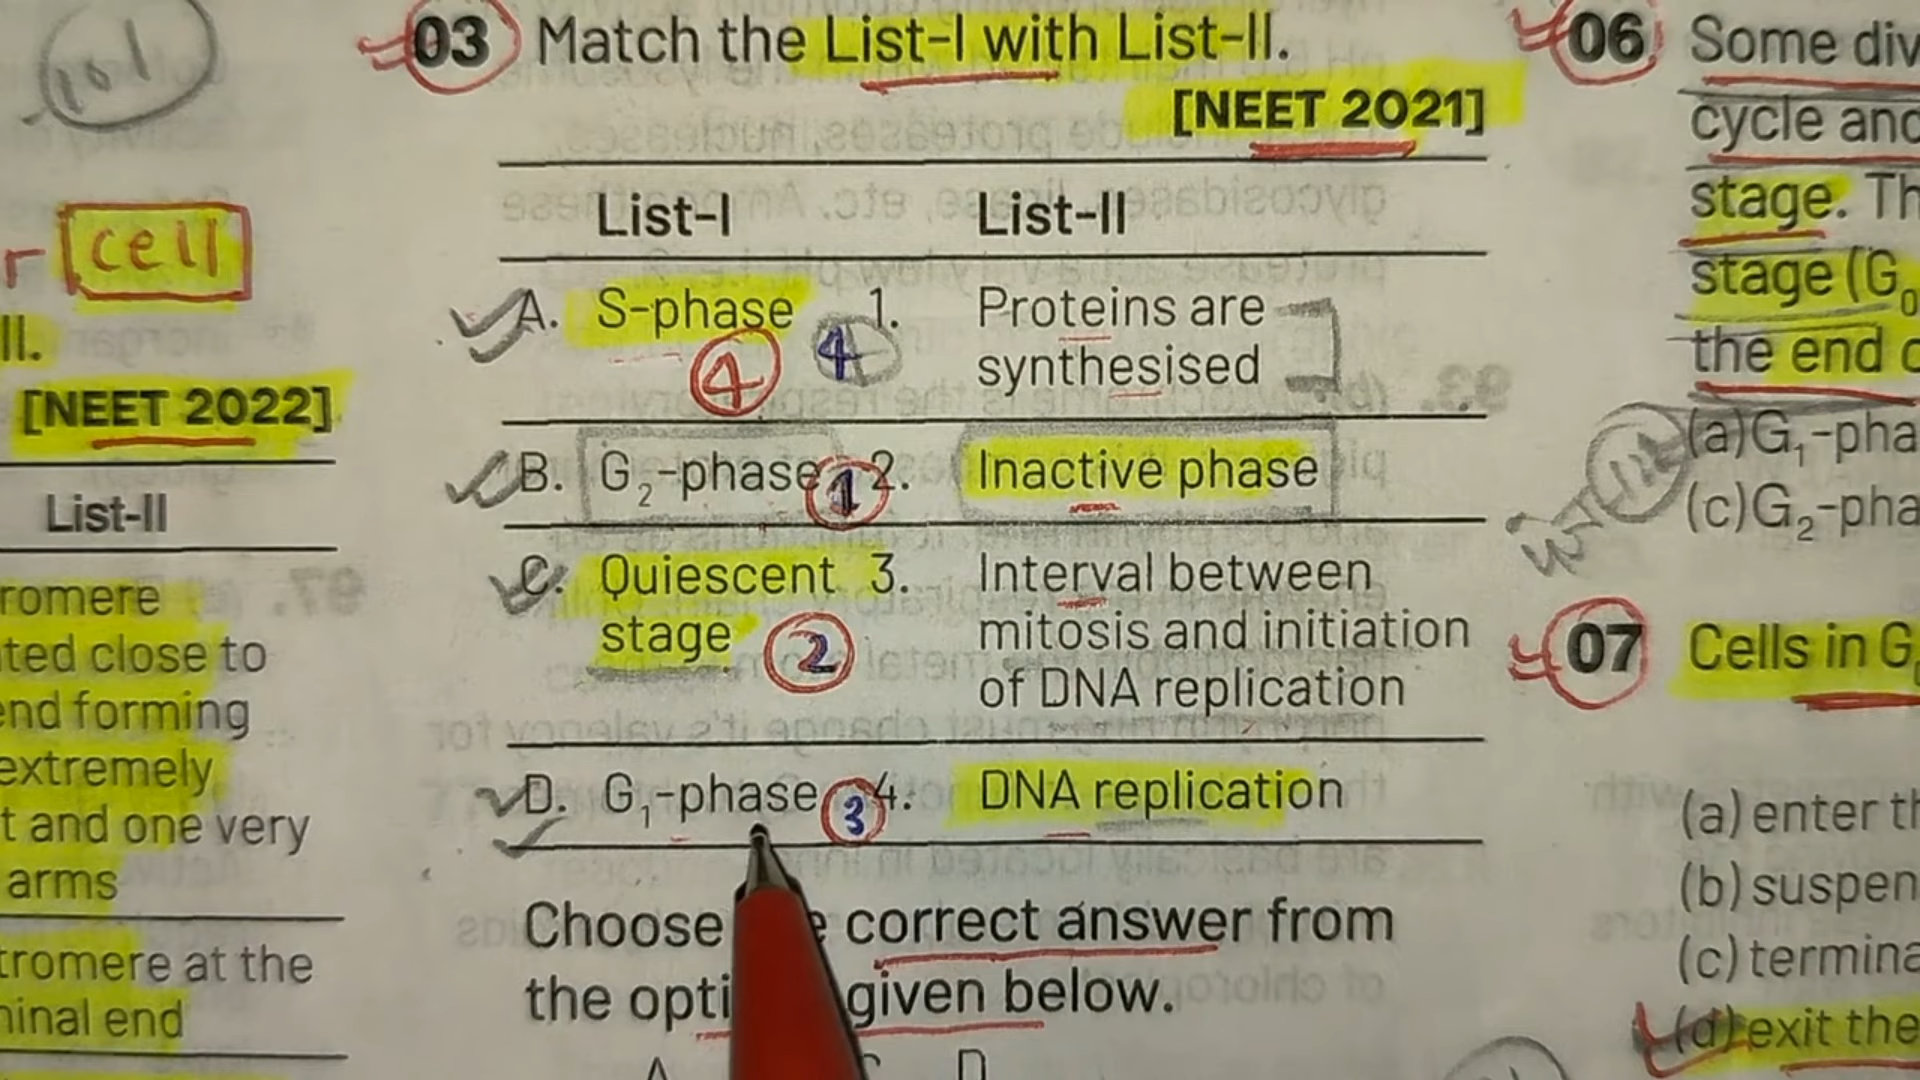 101
r cell
II.
[NEET 2022]
List-II
romere
ted close to
end forming
extremely
t and one very
arms
tromere at the
ninal end
03 Match the List-I with List-II.
[NEET 2021]
List-I List-II
A. S-phase 4 4 1. Proteins are
synthesised
B. G₂-phase 1 2. Inactive phase
C. Quiescent 3. Interval between
stage 2 mitosis and initiation
of DNA replication
D. G₁-phase 3 4. DNA replication
Choose correct answer from
the opti given below.
A D
06 Some div
cycle and
stage. Th
stage (G₀
the end o
(a) G₁-pha
(c) G₂-pha
07 Cells in G
(a) enter th
(b) suspen
(c) termina
(d) exit the